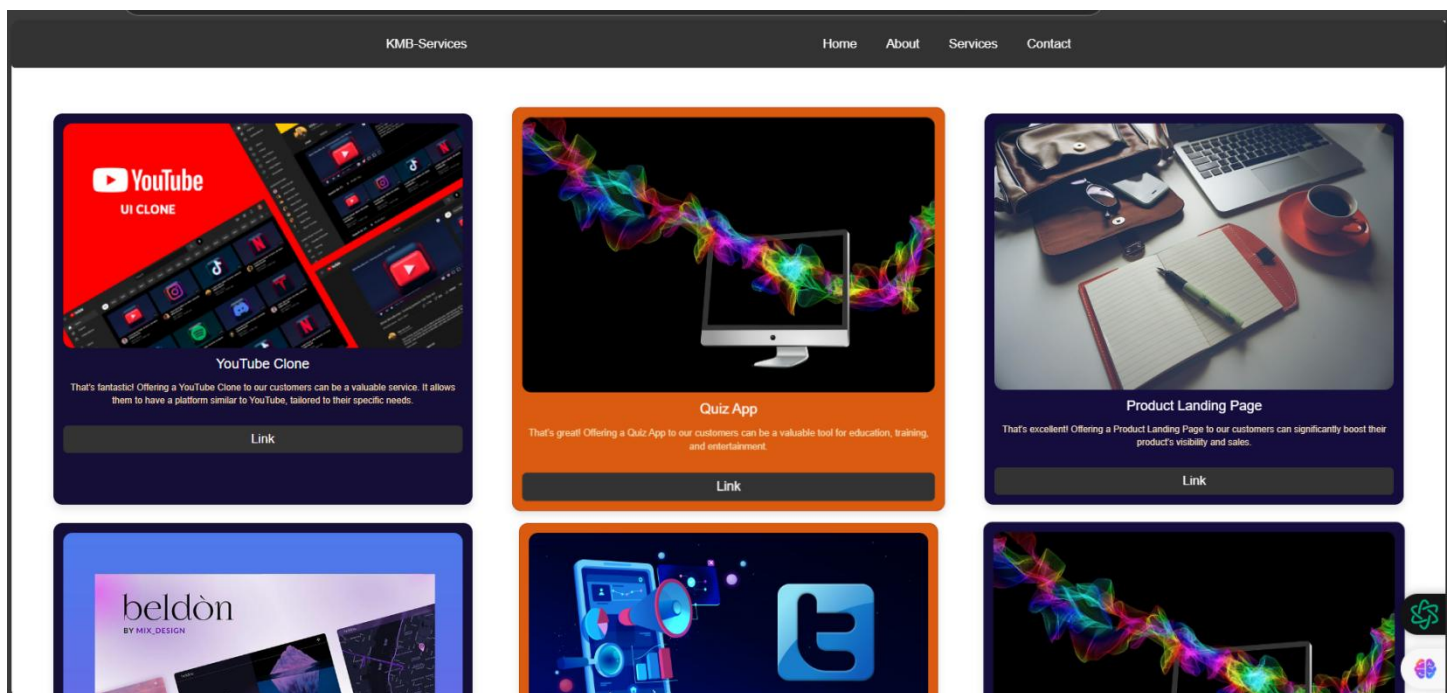 KMB-Services
Home About Services Contact
YouTube
UI CLONE
YouTube Clone
That's fantastic! Offering a YouTube Clone to our customers can be a valuable service. It allows
them to have a platform similar to YouTube, tailored to their specific needs.
Link
Quiz App
That's great! Offering a Quiz App to our customers can be a valuable tool for education, training,
and entertainment.
Link
Product Landing Page
That's excellent! Offering a Product Landing Page to our customers can significantly boost their
product's visibility and sales.
Link
beldòn
BY MIX_DESIGN